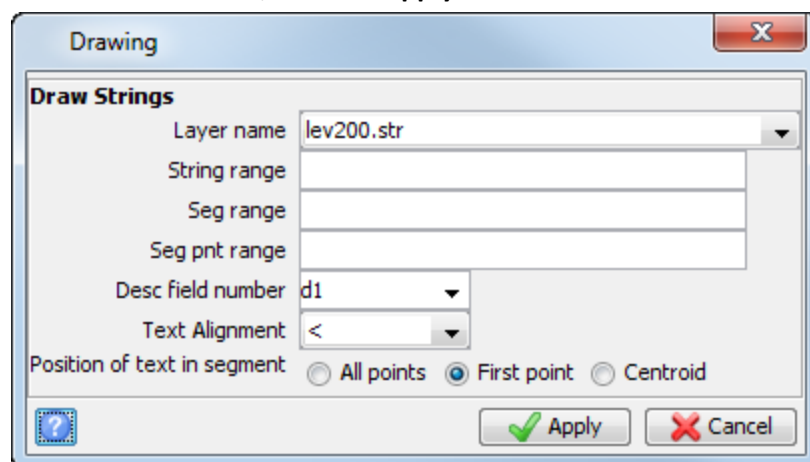 Drawing
Draw Strings
Layer name lev200.str
String range
Seg range
Seg pnt range
Desc field number d1
Text Alignment <
Position of text in segment All points First point Centroid
? Apply Cancel